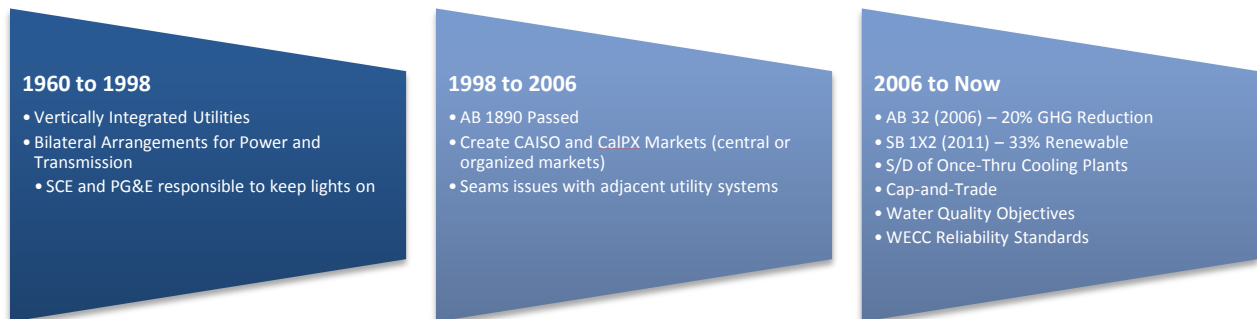 1960 to 1998
• Vertically Integrated Utilities
• Bilateral Arrangements for Power and
Transmission
• SCE and PG&E responsible to keep lights on
1998 to 2006
• AB 1890 Passed
• Create CAISO and CalPX Markets (central or
organized markets)
• Seams issues with adjacent utility systems
2006 to Now
• AB 32 (2006) – 20% GHG Reduction
• SB 1X2 (2011) – 33% Renewable
• S/D of Once-Thru Cooling Plants
• Cap-and-Trade
• Water Quality Objectives
• WECC Reliability Standards